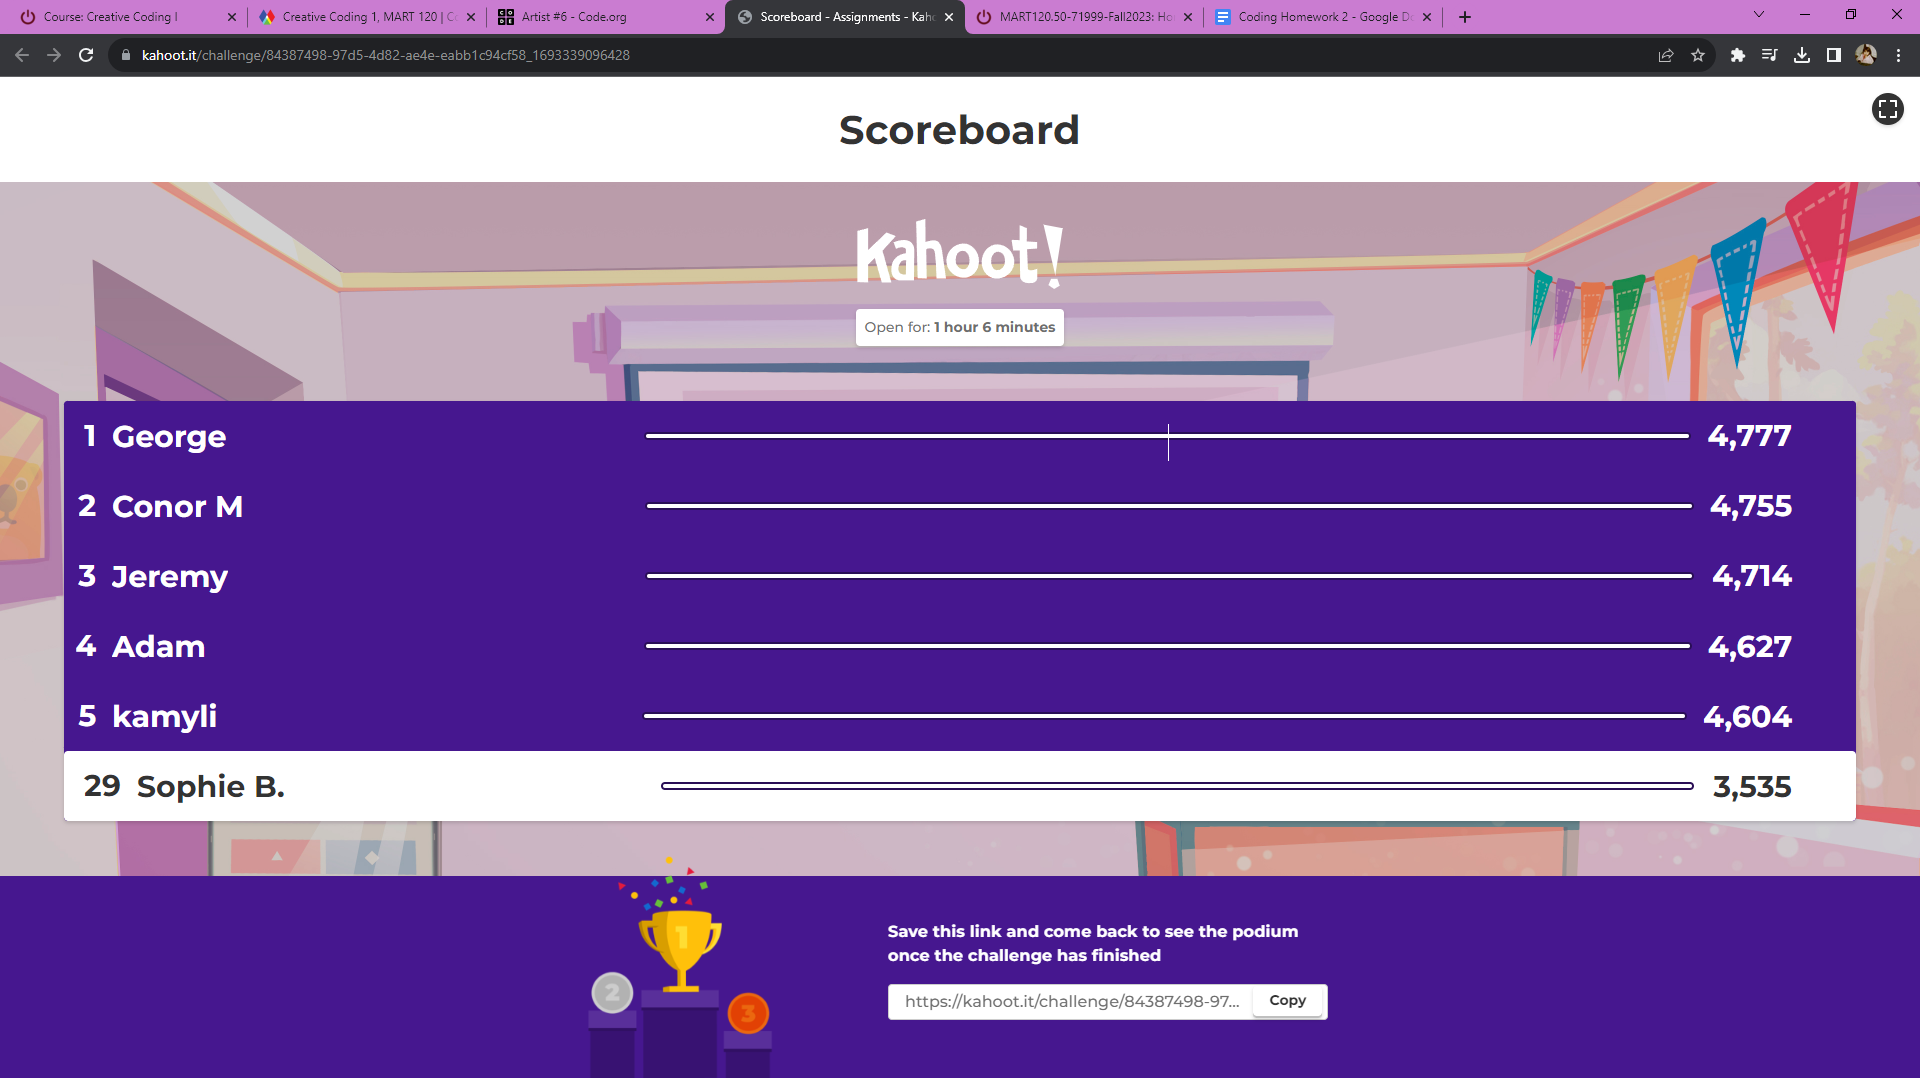 Course: Creative Coding I
Creative Coding 1, MART 120 | Co
Artist #6 - Code.org
Scoreboard - Assignments - Kaho
MART120.50-71999-Fall2023: Ho
Coding Homework 2 - Google Do
kahoot.it/challenge/84387498-97d5-4d82-ae4e-eabb1c94cf58_1693339096428
Scoreboard
Kahoot!
Open for: 1 hour 6 minutes
1 George 4,777
2 Conor M 4,755
3 Jeremy 4,714
4 Adam 4,627
5 kamyli 4,604
29 Sophie B. 3,535
1
2
3
Save this link and come back to see the podium
once the challenge has finished
https://kahoot.it/challenge/84387498-97... Copy